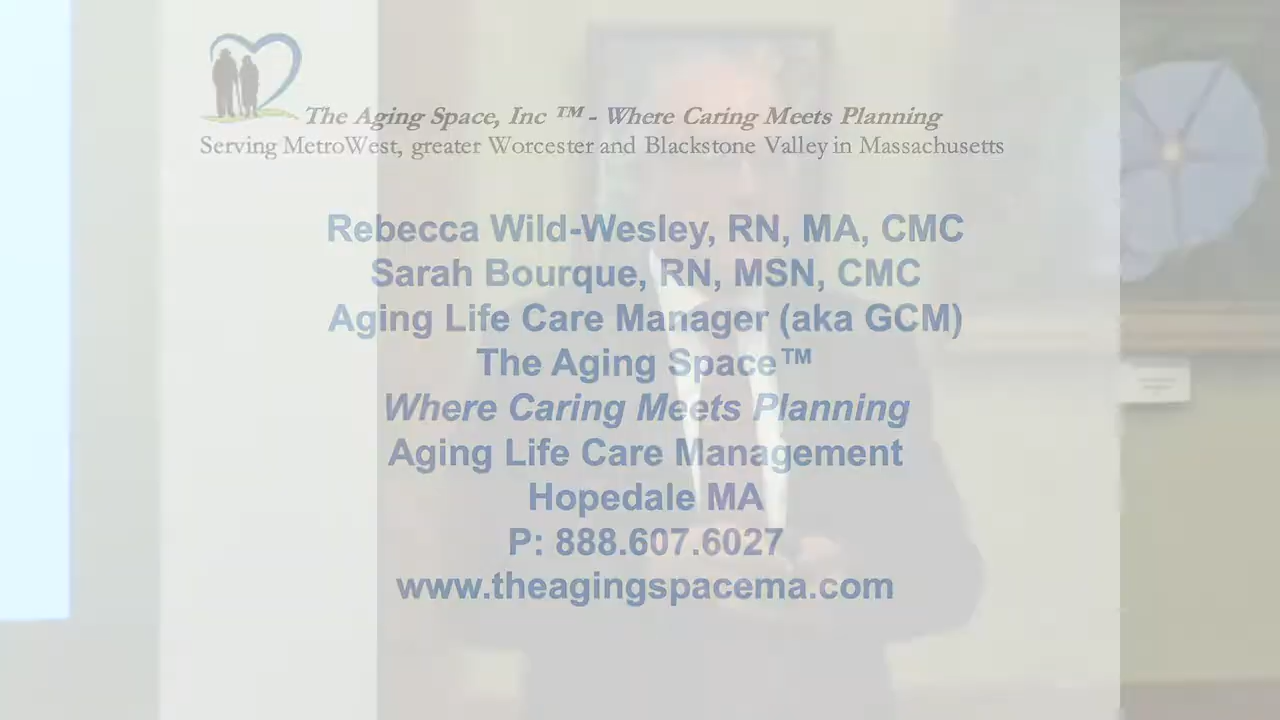 The Aging Space, Inc ™ - Where Caring Meets Planning
Serving MetroWest, greater Worcester and Blackstone Valley in Massachusetts
Rebecca Wild-Wesley, RN, MA, CMC
Sarah Bourque, RN, MSN, CMC
Aging Life Care Manager (aka GCM)
The Aging Space™
Where Caring Meets Planning
Aging Life Care Management
Hopedale MA
P: 888.607.6027
www.theagingspacema.com